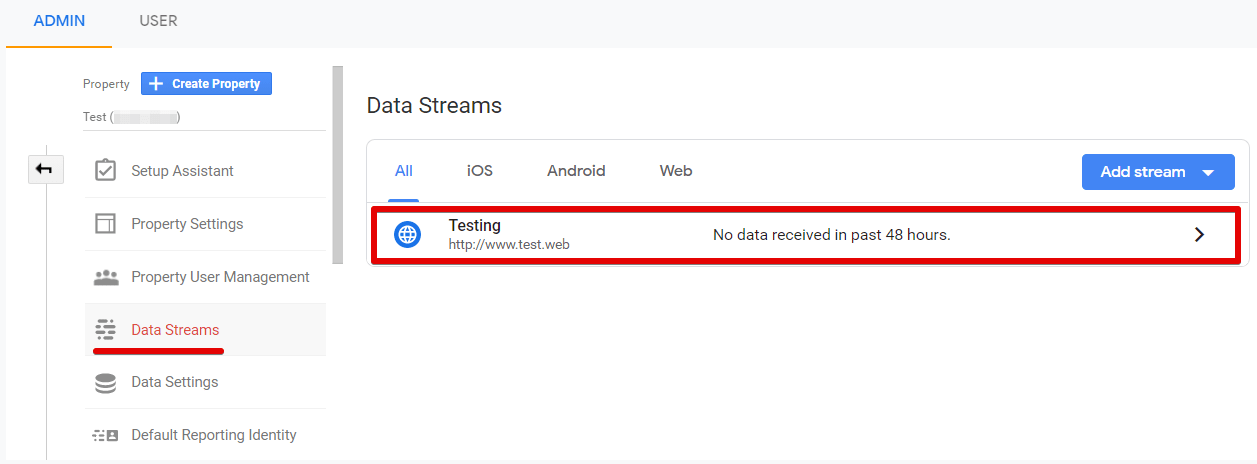 ADMIN USER
Property Create Property
Test ( )
Setup Assistant
Property Settings
Property User Management
Data Streams
Data Settings
Default Reporting Identity
Data Streams
All iOS Android Web Add stream
Testing
http://www.test.web
No data received in past 48 hours.